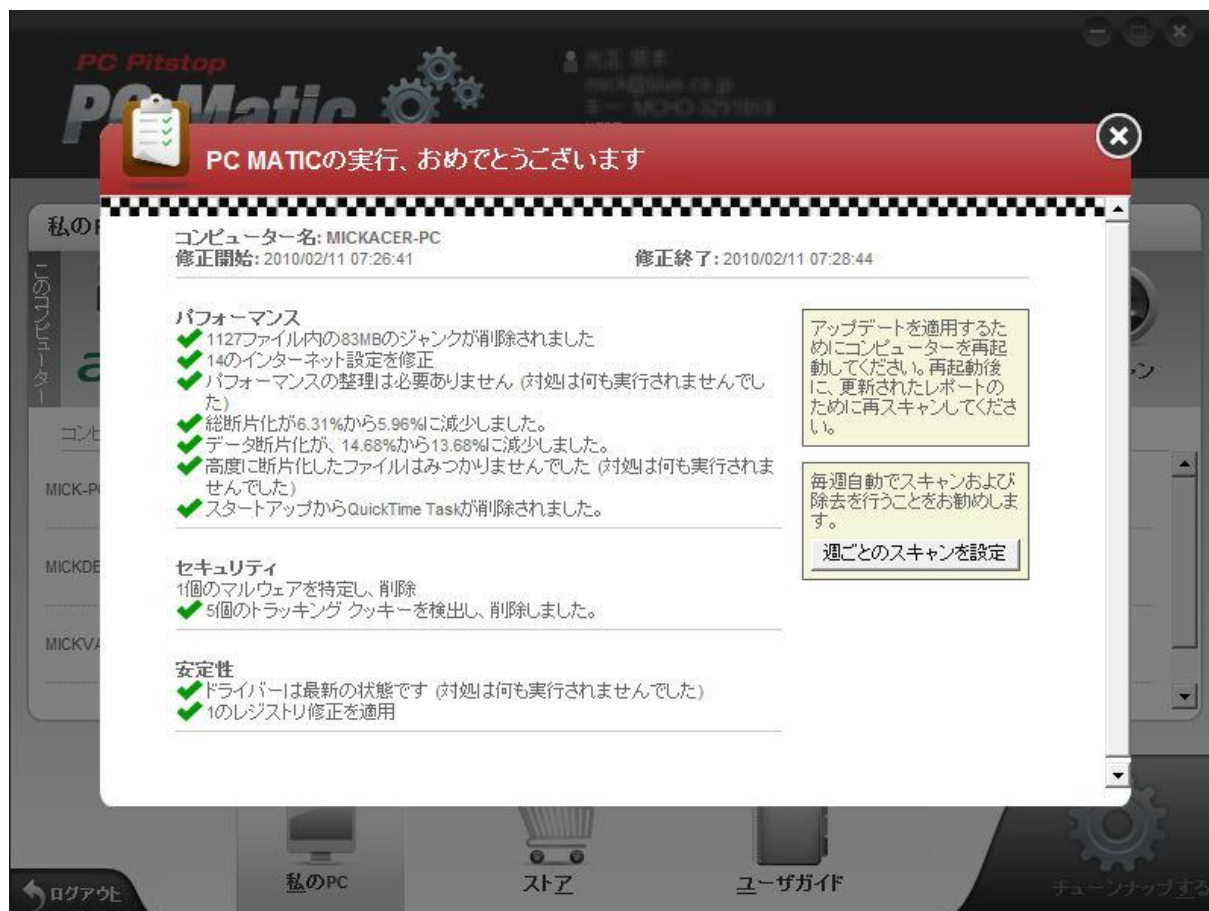 PC Pitstop
PC Matic
PC MATICの実行、おめでとうございます
私のP
このコンピューター
コンピューター名: MICKACER-PC
修正開始: 2010/02/11 07:26:41
修正終了: 2010/02/11 07:28:44
パフォーマンス
1127ファイル内の83MBのジャンクが削除されました
14のインターネット設定を修正
パフォーマンスの整理は必要ありません (対処は何も実行されませんでし
た)
総断片化が6.31%から5.96%に減少しました。
データ断片化が、14.68%から13.68%に減少しました。
高度に断片化したファイルはみつかりませんでした (対処は何も実行されま
せんでした)
スタートアップからQuickTime Taskが削除されました。
アップデートを適用するた
めにコンピューターを再起
動してください。再起動後
に、更新されたレポートの
ために再スキャンしてくださ
い。
毎週自動でスキャンおよび
除去を行うことをお勧めしま
す。
週ごとのスキャンを設定
セキュリティ
1個のマルウェアを特定し、削除
5個のトラッキング クッキーを検出し、削除しました。
安定性
ドライバーは最新の状態です (対処は何も実行されませんでした)
1のレジストリ修正を適用
コンピ
MICK-P
MICKDE
MICKVA
ン
ログアウト
私のPC
ストア
ユーザガイド
チューンナップする